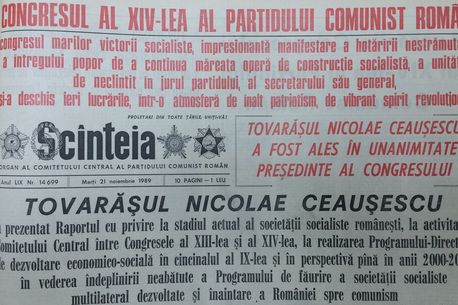 CONGRESUL AL XIV-LEA AL PARTIDULUI COMUNIST ROMÂ
congresul marilor victorii socialiste, impresionantă manifestare a hotărîrii nestrămuta
a întregului popor de a continua măreața operă de construcție socialistă, a unităț
de neclintit în jurul partidului, al secretarului său general,
și-a deschis ieri lucrările, într-o atmosferă de înalt patriotism, de vibrant spirit revoluțion
PROLETARI DIN TOATE ȚĂRILE, UNIȚI-VĂ!
Scînteia
ORGAN AL COMITETULUI CENTRAL AL PARTIDULUI COMUNIST ROMÂN
Anul LIX Nr. 14 699 Marți 21 noiembrie 1989 10 PAGINI — 1 LEU
TOVARĂȘUL NICOLAE CEAUȘESCU
A FOST ALES ÎN UNANIMITATE
PREȘEDINTE AL CONGRESULUI
TOVARĂȘUL NICOLAE CEAUȘESCU
a prezentat Raportul cu privire la stadiul actual al societății socialiste românești, la activitat
Comitetului Central între Congresele al XIII-lea și al XIV-lea, la realizarea Programului-Direct
de dezvoltare economico-socială în cincinalul al IX-lea și în perspectivă pînă în anii 2000-20
în vederea îndeplinirii neabătute a Programului de făurire a societății socialiste
multilateral dezvoltate și înaintare a României spre comunism